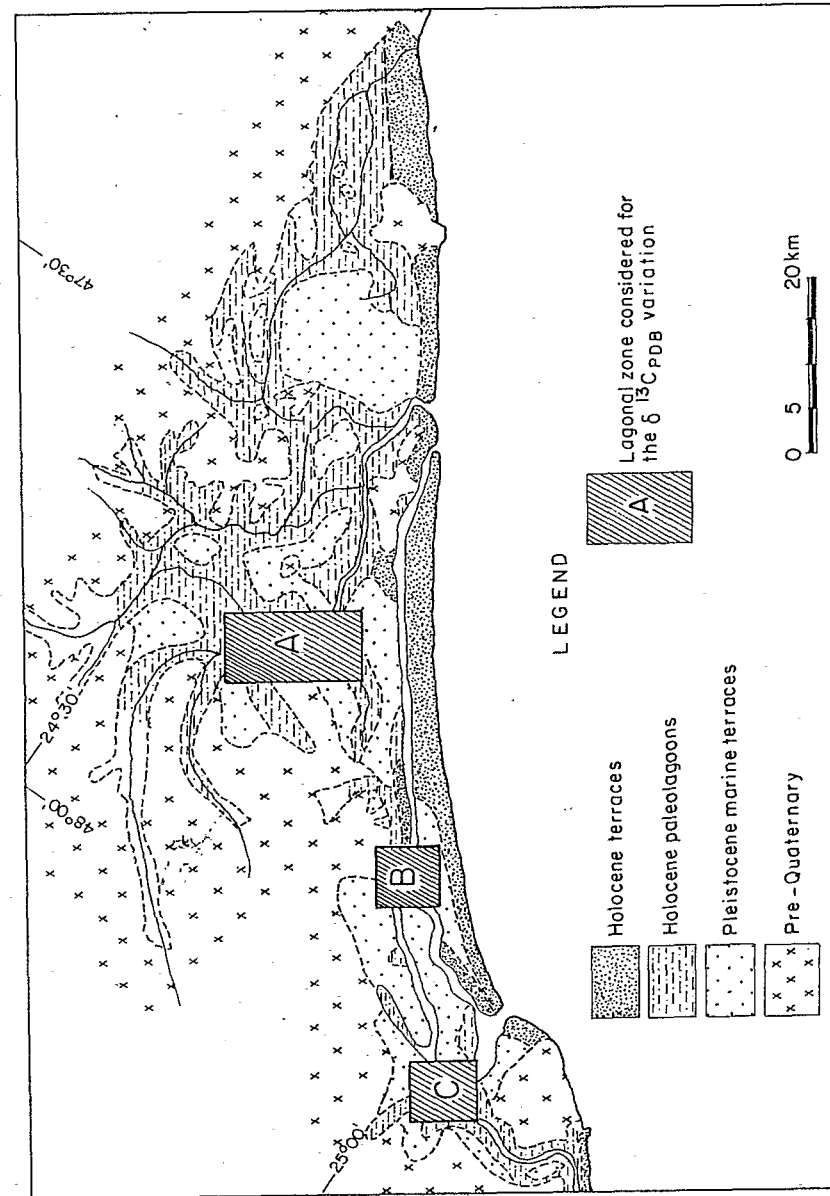 47°30'
24°30
48°00'
25°00'
A
B
C
LEGEND
Holocene terraces
Holocene paleolagoons
Pleistocene marine terraces
Pre-Quaternary
A
Lagonal zone considered for
the δ 13C PDB variation
0 5 20 km